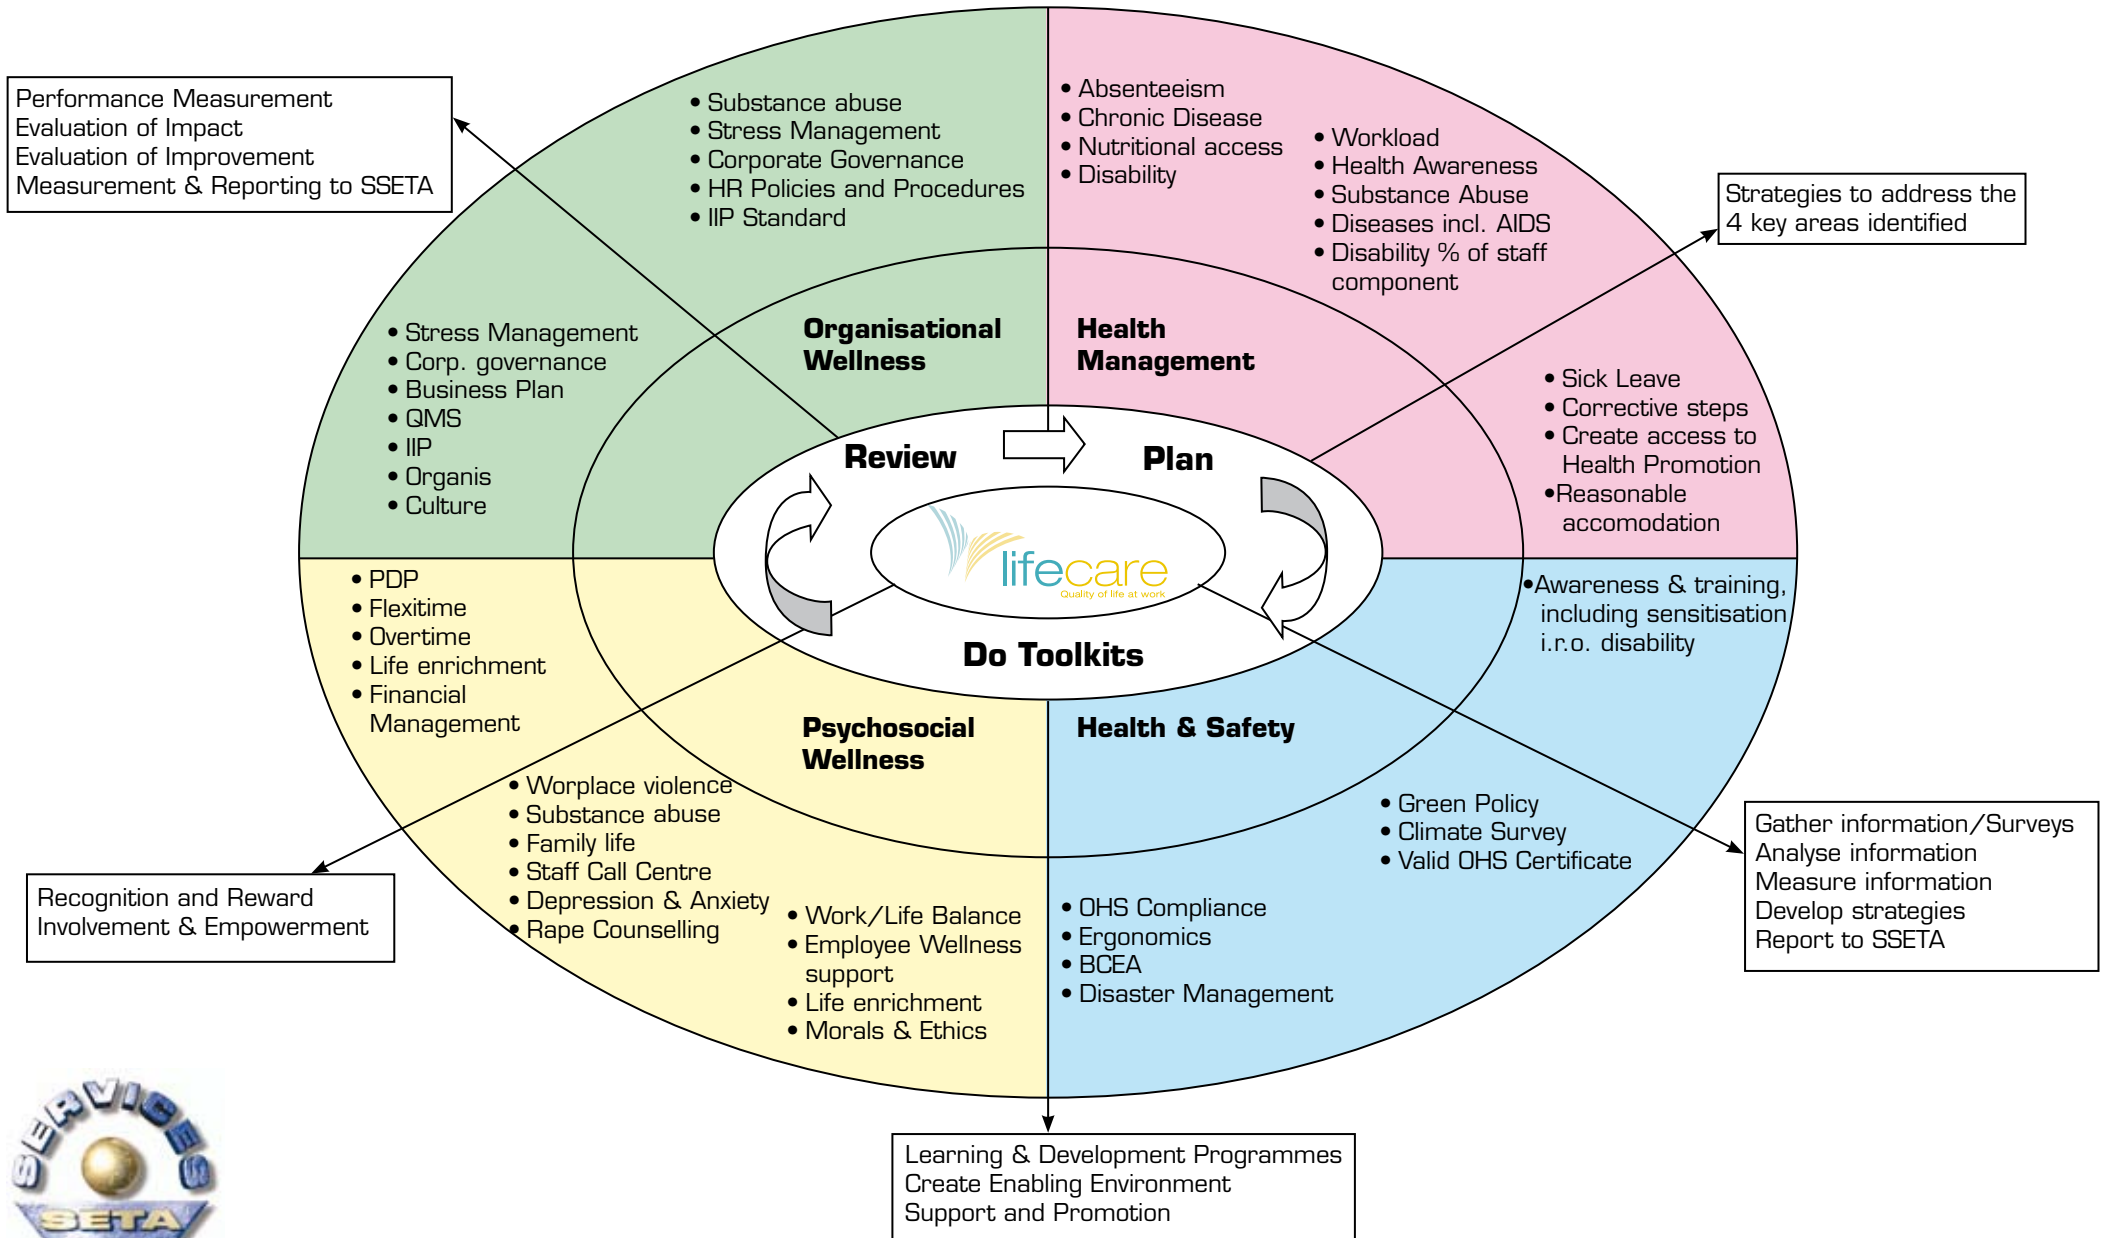 Performance Measurement
Evaluation of Impact
Evaluation of Improvement
Measurement & Reporting to SSETA
• Substance abuse
• Stress Management
• Corporate Governance
• HR Policies and Procedures
• IIP Standard
• Stress Management
• Corp. governance
• Business Plan
• QMS
• IIP
• Organis
• Culture
Organisational
Wellness
• Absenteeism
• Chronic Disease
• Nutritional access
• Disability
• Workload
• Health Awareness
• Substance Abuse
• Diseases incl. AIDS
• Disability % of staff
component
Strategies to address the
4 key areas identified
Health
Management
• Sick Leave
• Corrective steps
• Create access to
Health Promotion
•Reasonable
accomodation
Review
Plan
lifecare
Quality of life at work
Do Toolkits
• PDP
• Flexitime
• Overtime
• Life enrichment
• Financial
Management
Psychosocial
Wellness
• Worplace violence
• Substance abuse
• Family life
• Staff Call Centre
• Depression & Anxiety
• Rape Counselling
• Work/Life Balance
• Employee Wellness
support
• Life enrichment
• Morals & Ethics
Recognition and Reward
Involvement & Empowerment
•Awareness & training,
including sensitisation
i.r.o. disability
Health & Safety
• Green Policy
• Climate Survey
• Valid OHS Certificate
• OHS Compliance
• Ergonomics
• BCEA
• Disaster Management
Gather information/Surveys
Analyse information
Measure information
Develop strategies
Report to SSETA
Learning & Development Programmes
Create Enabling Environment
Support and Promotion
SERVICES
SETA